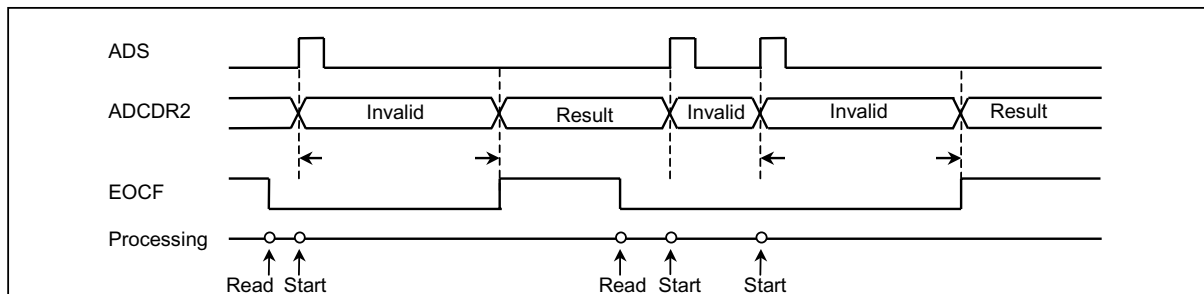 ADS
ADCDR2 Invalid Result Invalid Invalid Result
EOCF
Processing
Read Start Read Start Start